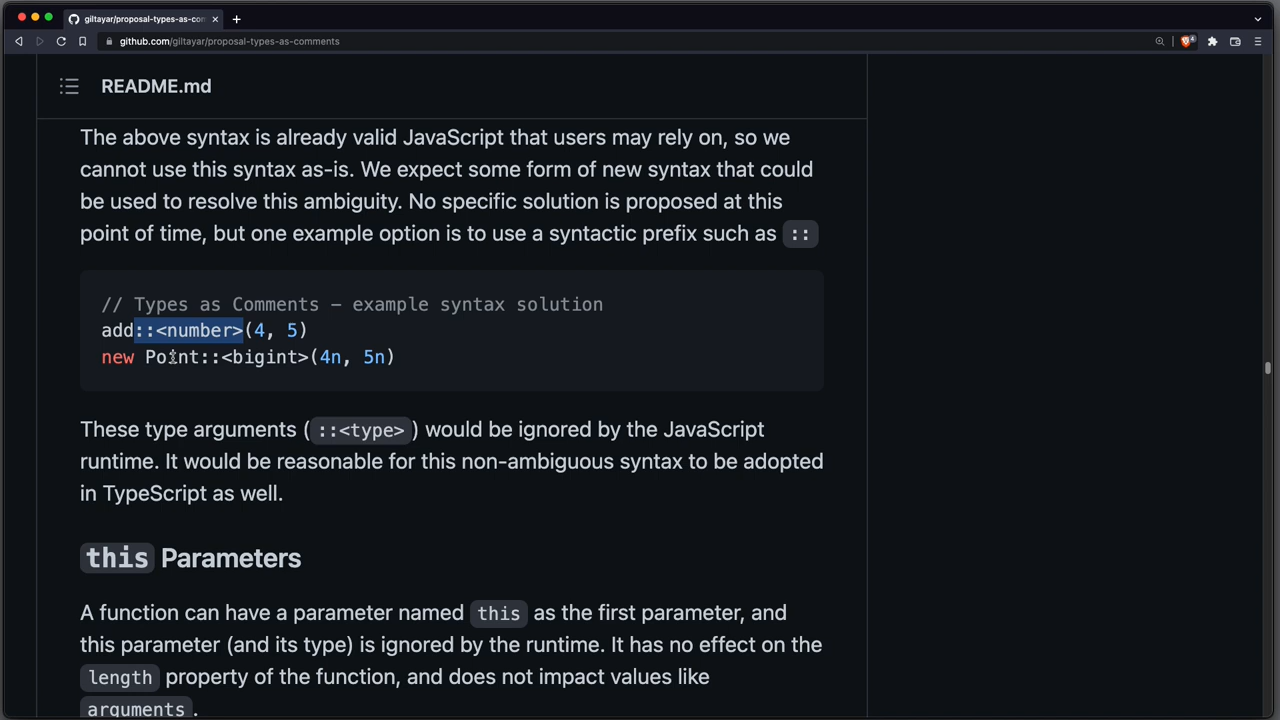 giltayar/proposal-types-as-com
github.com/giltayar/proposal-types-as-comments
4
README.md
The above syntax is already valid JavaScript that users may rely on, so we
cannot use this syntax as-is. We expect some form of new syntax that could
be used to resolve this ambiguity. No specific solution is proposed at this
point of time, but one example option is to use a syntactic prefix such as ::
// Types as Comments — example syntax solution
add::<number>(4, 5)
new Point::<bigint>(4n, 5n)
These type arguments ( ::<type> ) would be ignored by the JavaScript
runtime. It would be reasonable for this non-ambiguous syntax to be adopted
in TypeScript as well.
this Parameters
A function can have a parameter named this as the first parameter, and
this parameter (and its type) is ignored by the runtime. It has no effect on the
length property of the function, and does not impact values like
arguments .